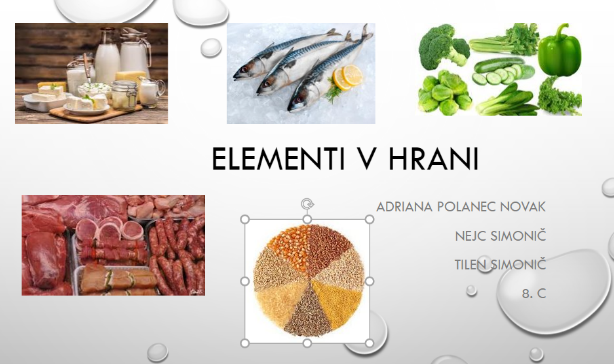 ELEMENTI V HRANI
ADRIANA POLANEC NOVAK
NEJC SIMONIČ
TILEN SIMONIČ
8. C